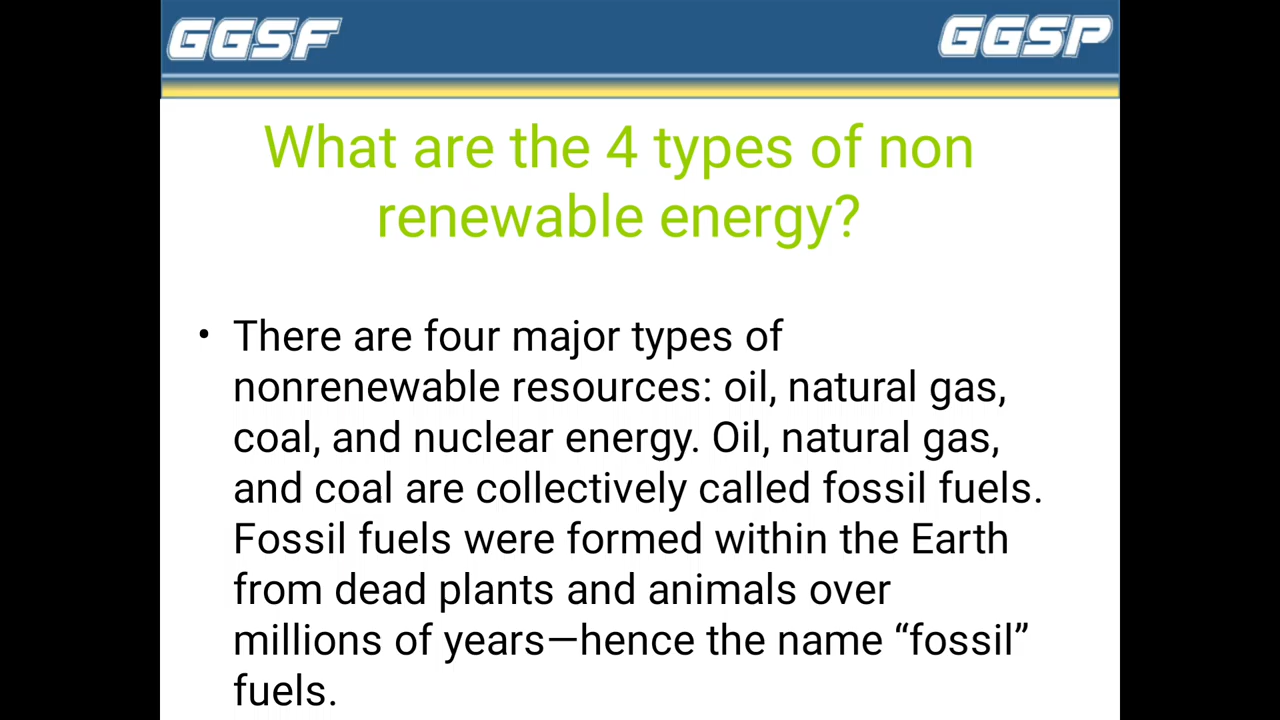 GGSF GGSP
What are the 4 types of non
renewable energy?
• There are four major types of
nonrenewable resources: oil, natural gas,
coal, and nuclear energy. Oil, natural gas,
and coal are collectively called fossil fuels.
Fossil fuels were formed within the Earth
from dead plants and animals over
millions of years—hence the name “fossil”
fuels.